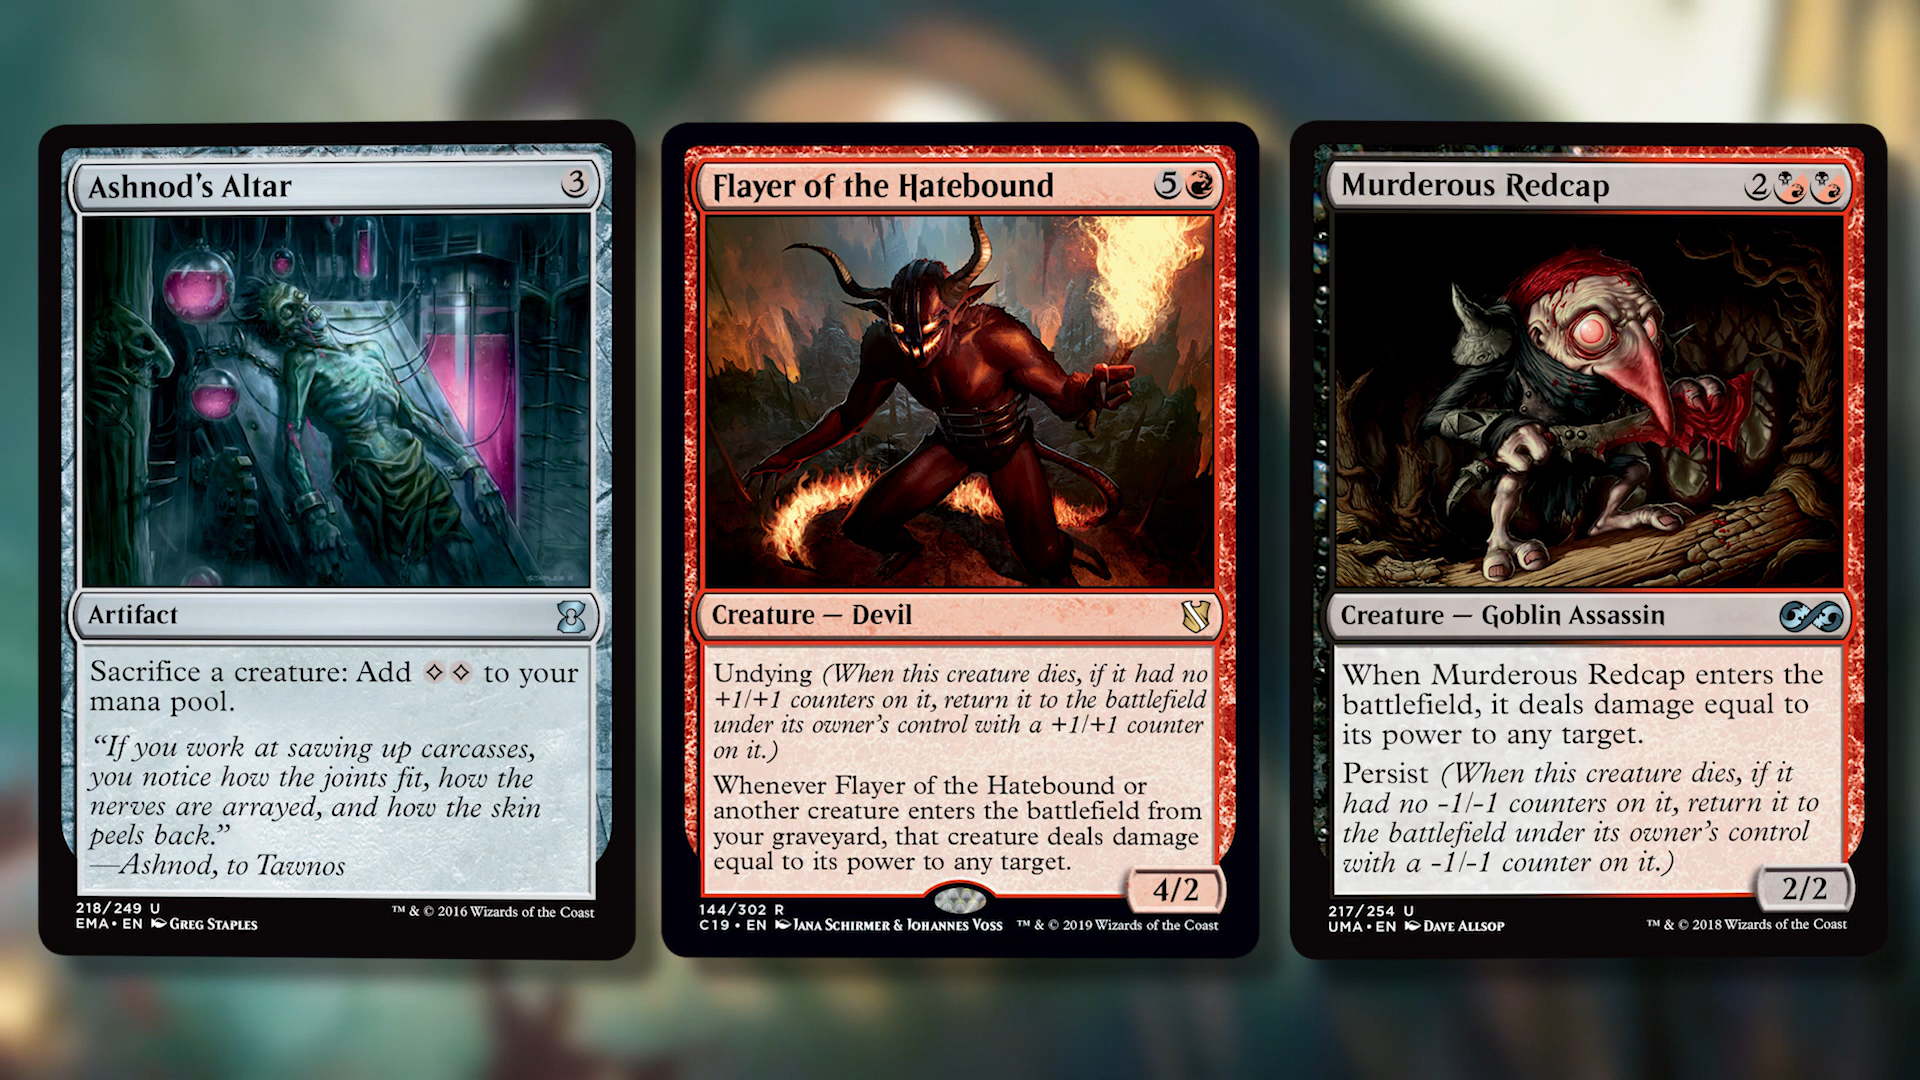 Ashnod's Altar 3
Artifact
Sacrifice a creature: Add to your
mana pool.
“If you work at sawing up carcasses,
you notice how the joints fit, how the
nerves are arrayed, and how the skin
peels back.”
—Ashnod, to Tawnos
218/249 U
EMA • EN Greg Staples
™ & © 2016 Wizards of the Coast
Flayer of the Hatebound 5
Creature — Devil
Undying (When this creature dies, if it had no
+1/+1 counters on it, return it to the battlefield
under its owner's control with a +1/+1 counter
on it.)
Whenever Flayer of the Hatebound or
another creature enters the battlefield from
your graveyard, that creature deals damage
equal to its power to any target.
4/2
144/302 R
C19 • EN Jana Schirmer & Johannes Voss
™ & © 2019 Wizards of the Coast
Murderous Redcap 2
Creature — Goblin Assassin
When Murderous Redcap enters the
battlefield, it deals damage equal to
its power to any target.
Persist (When this creature dies, if it
had no -1/-1 counters on it, return it to
the battlefield under its owner's control
with a -1/-1 counter on it.)
2/2
217/254 U
UMA • EN Dave Allsop
™ & © 2018 Wizards of the Coast